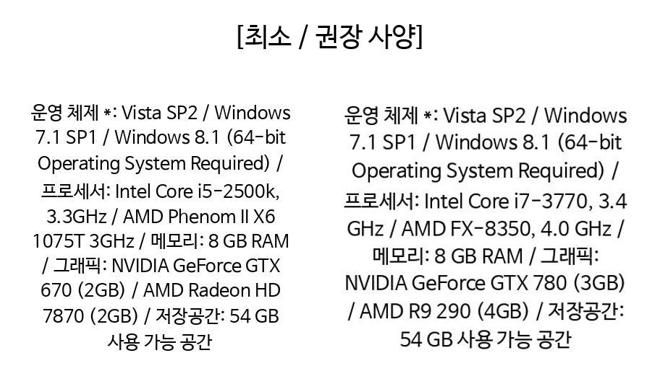 [최소 / 권장 사양]
운영 체제 *: Vista SP2 / Windows
7.1 SP1 / Windows 8.1 (64-bit
Operating System Required) /
프로세서: Intel Core i5-2500k,
3.3GHz / AMD Phenom II X6
1075T 3GHz / 메모리: 8 GB RAM
/ 그래픽: NVIDIA GeForce GTX
670 (2GB) / AMD Radeon HD
7870 (2GB) / 저장공간: 54 GB
사용 가능 공간
운영 체제 *: Vista SP2 / Windows
7.1 SP1 / Windows 8.1 (64-bit
Operating System Required) /
프로세서: Intel Core i7-3770, 3.4
GHz / AMD FX-8350, 4.0 GHz /
메모리: 8 GB RAM / 그래픽:
NVIDIA GeForce GTX 780 (3GB)
/ AMD R9 290 (4GB) / 저장공간:
54 GB 사용 가능 공간